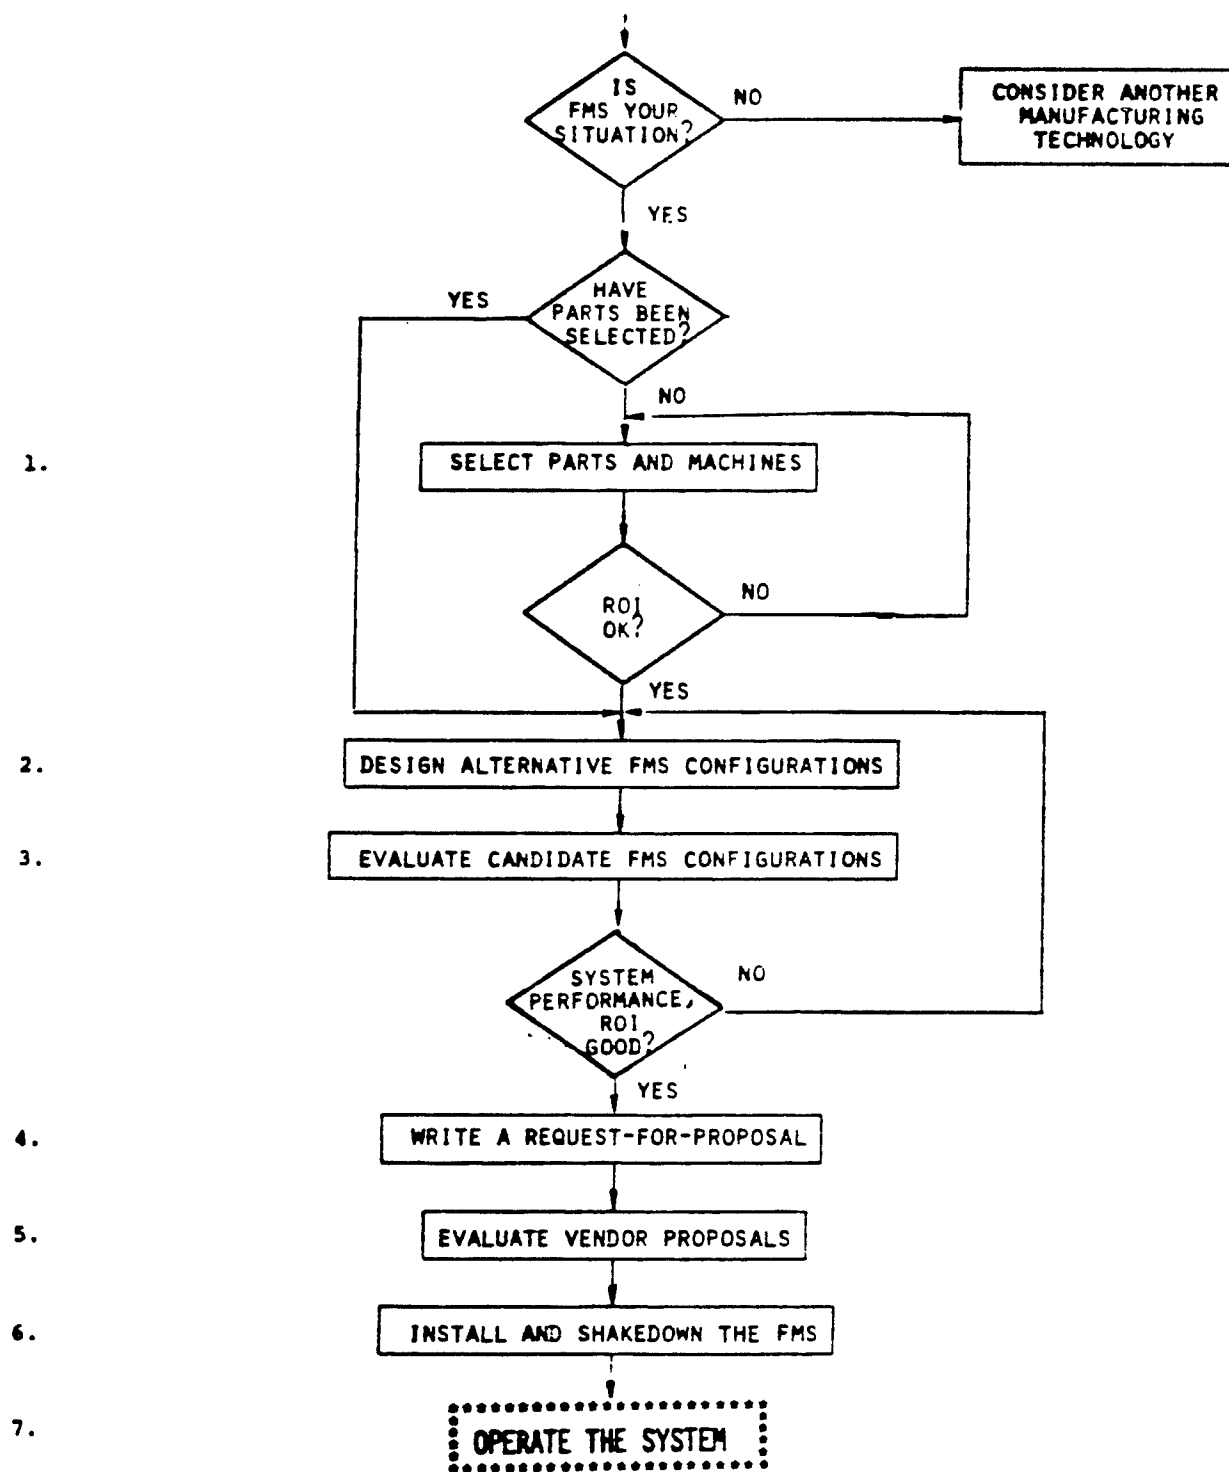 IS
FMS YOUR
SITUATION?
NO
CONSIDER ANOTHER
MANUFACTURING
TECHNOLOGY
YES
HAVE
PARTS BEEN
SELECTED?
YES
NO
1.
SELECT PARTS AND MACHINES
ROI
OK?
NO
YES
2.
DESIGN ALTERNATIVE FMS CONFIGURATIONS
3.
EVALUATE CANDIDATE FMS CONFIGURATIONS
SYSTEM
PERFORMANCE,
ROI
GOOD?
NO
YES
4.
WRITE A REQUEST-FOR-PROPOSAL
5.
EVALUATE VENDOR PROPOSALS
6.
INSTALL AND SHAKEDOWN THE FMS
7.
OPERATE THE SYSTEM